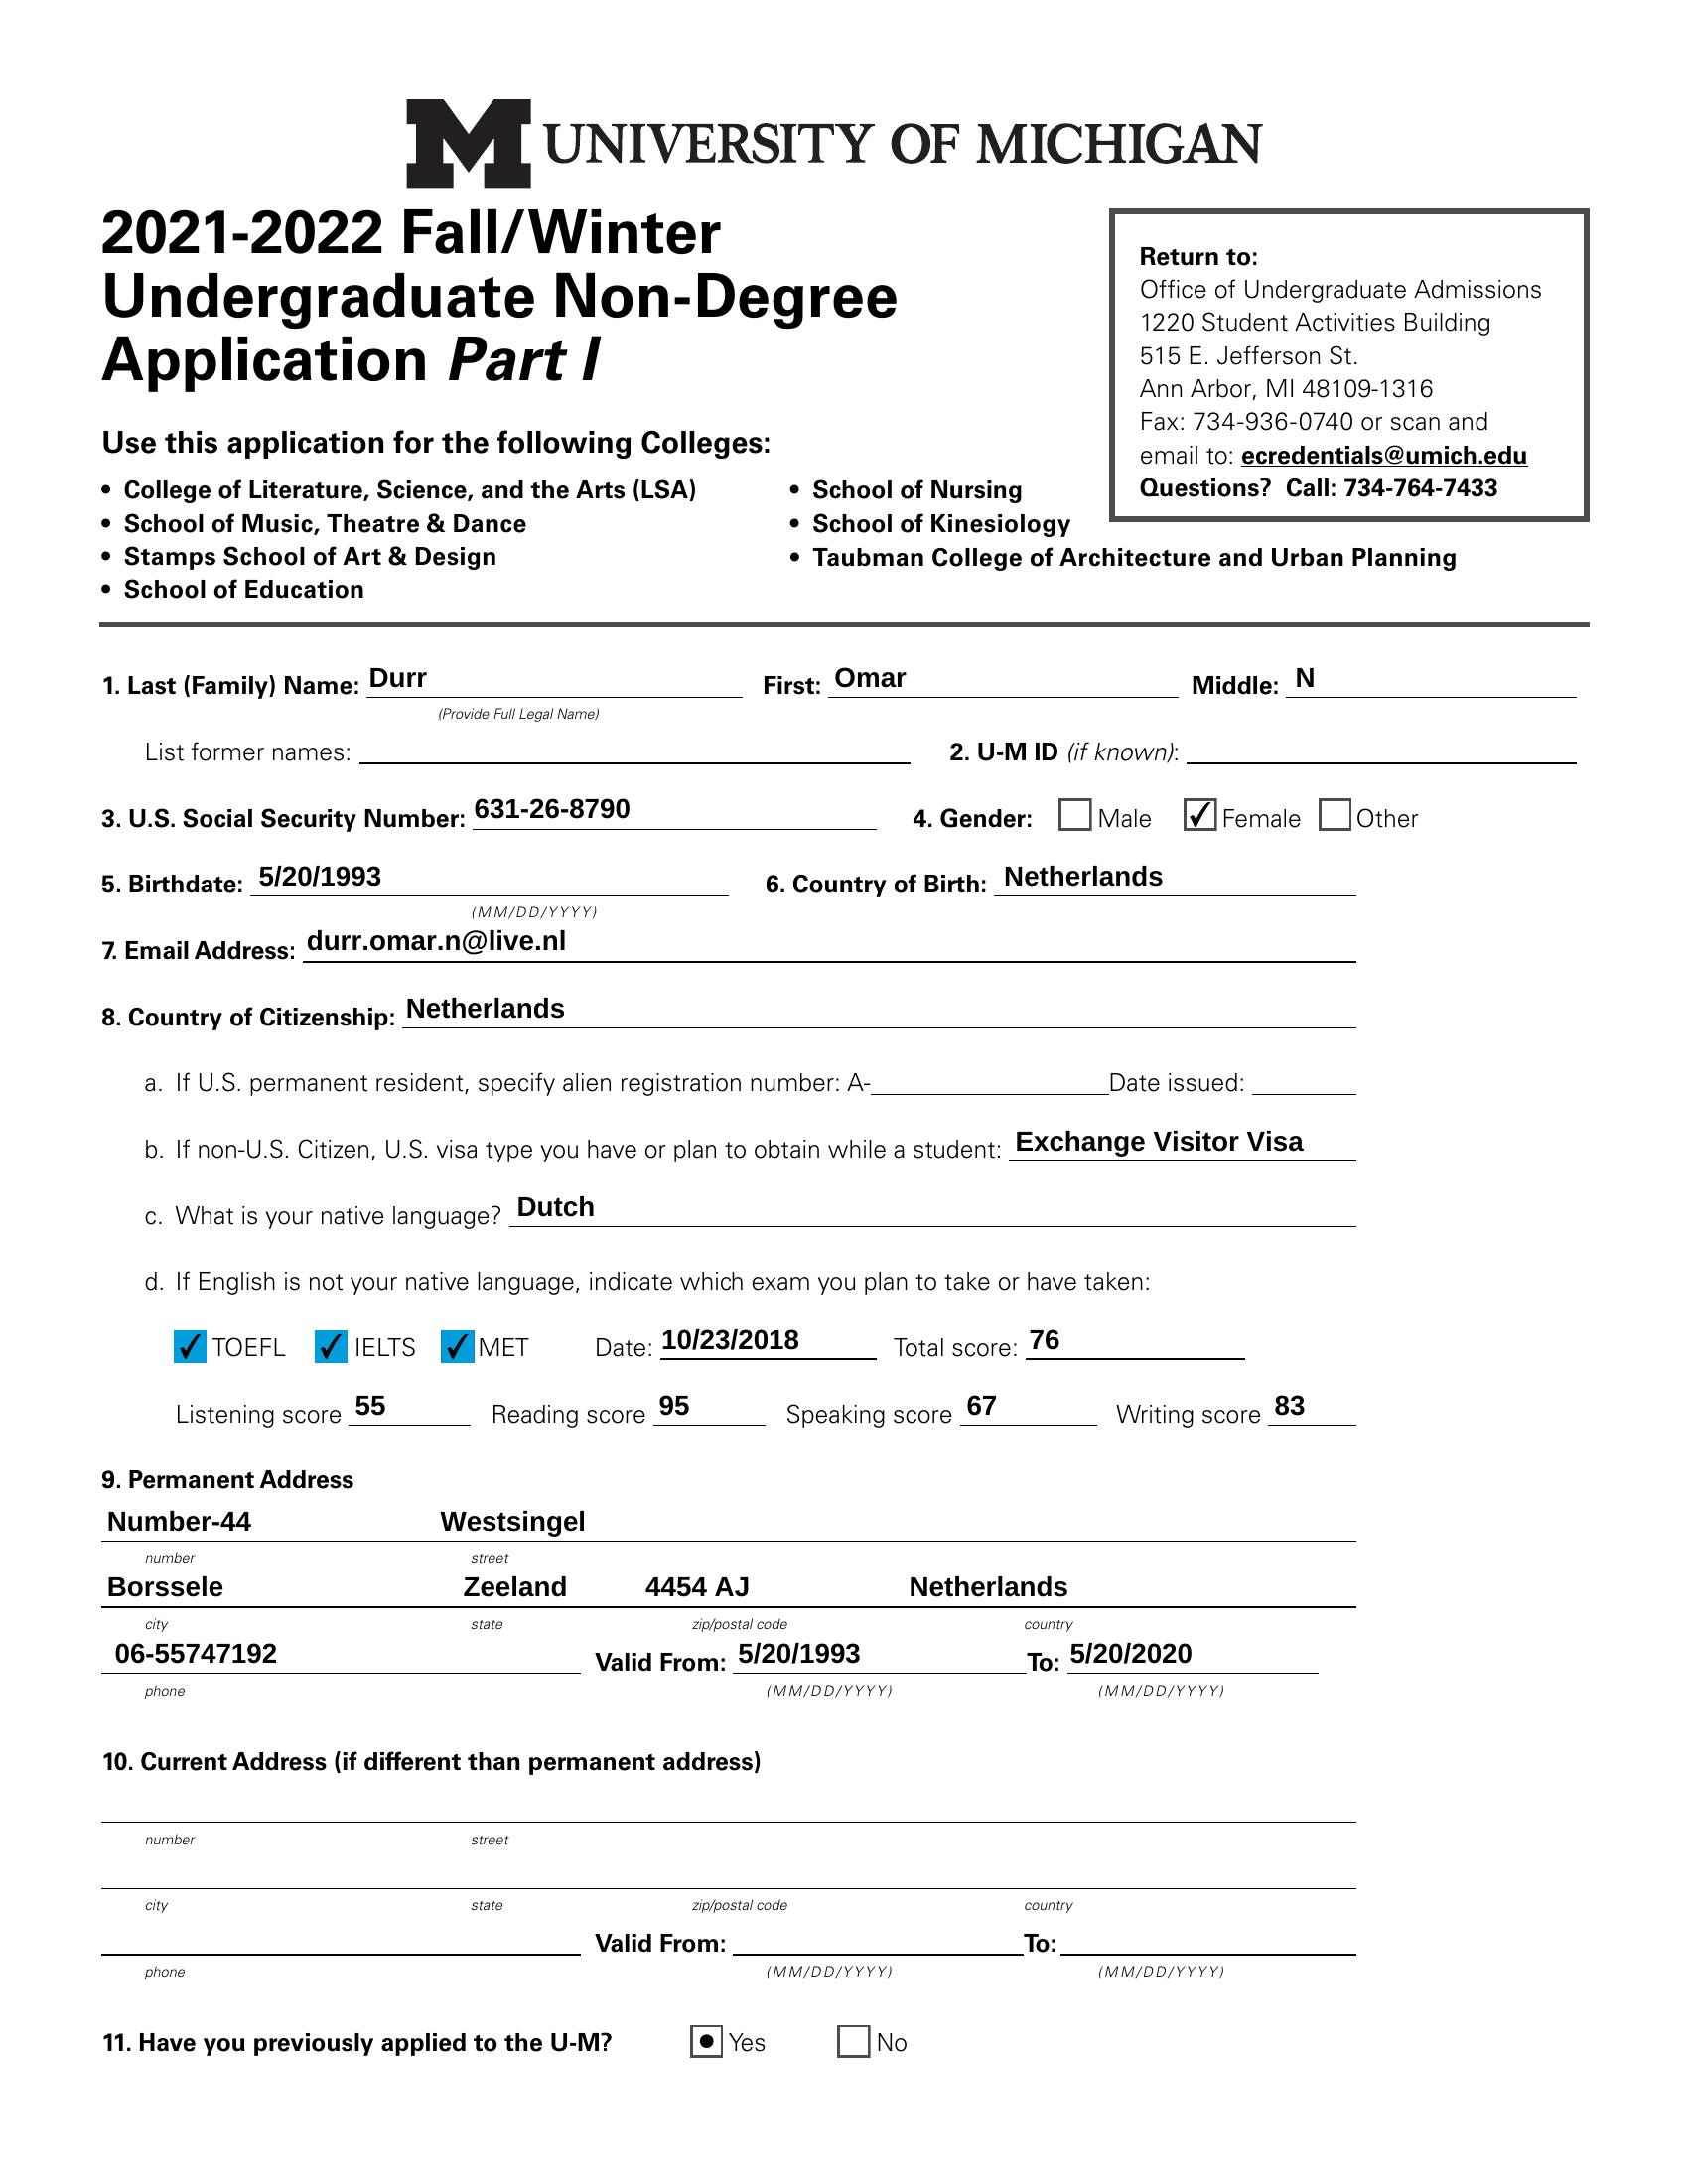 M UNIVERSITY OF MICHIGAN
2021-2022 Fall/Winter
Undergraduate Non-Degree
Application Part I
Return to:
Office of Undergraduate Admissions
1220 Student Activities Building
515 E. Jefferson St.
Ann Arbor, MI 48109-1316
Fax: 734-936-0740 or scan and
email to: ecredentials@umich.edu
Questions? Call: 734-764-7433
Use this application for the following Colleges:
• College of Literature, Science, and the Arts (LSA)
• School of Music, Theatre & Dance
• Stamps School of Art & Design
• School of Education
• School of Nursing
• School of Kinesiology
• Taubman College of Architecture and Urban Planning
1. Last (Family) Name: Durr First: Omar Middle: N
(Provide Full Legal Name)
List former names: 2. U-M ID (if known):
3. U.S. Social Security Number: 631-26-8790 4. Gender: Male ✓ Female Other
5. Birthdate: 5/20/1993 6. Country of Birth: Netherlands
(MM/DD/YYYY)
7. Email Address: durr.omar.n@live.nl
8. Country of Citizenship: Netherlands
a. If U.S. permanent resident, specify alien registration number: A- Date issued:
b. If non-U.S. Citizen, U.S. visa type you have or plan to obtain while a student: Exchange Visitor Visa
c. What is your native language? Dutch
d. If English is not your native language, indicate which exam you plan to take or have taken:
✓ TOEFL ✓ IELTS ✓ MET Date: 10/23/2018 Total score: 76
Listening score 55 Reading score 95 Speaking score 67 Writing score 83
9. Permanent Address
Number-44 Westsingel
number street
Borssele Zeeland 4454 AJ Netherlands
city state zip/postal code country
06-55747192 Valid From: 5/20/1993 To: 5/20/2020
phone (MM/DD/YYYY) (MM/DD/YYYY)
10. Current Address (if different than permanent address)
number street
city state zip/postal code country
Valid From: To:
phone (MM/DD/YYYY) (MM/DD/YYYY)
11. Have you previously applied to the U-M? Yes No